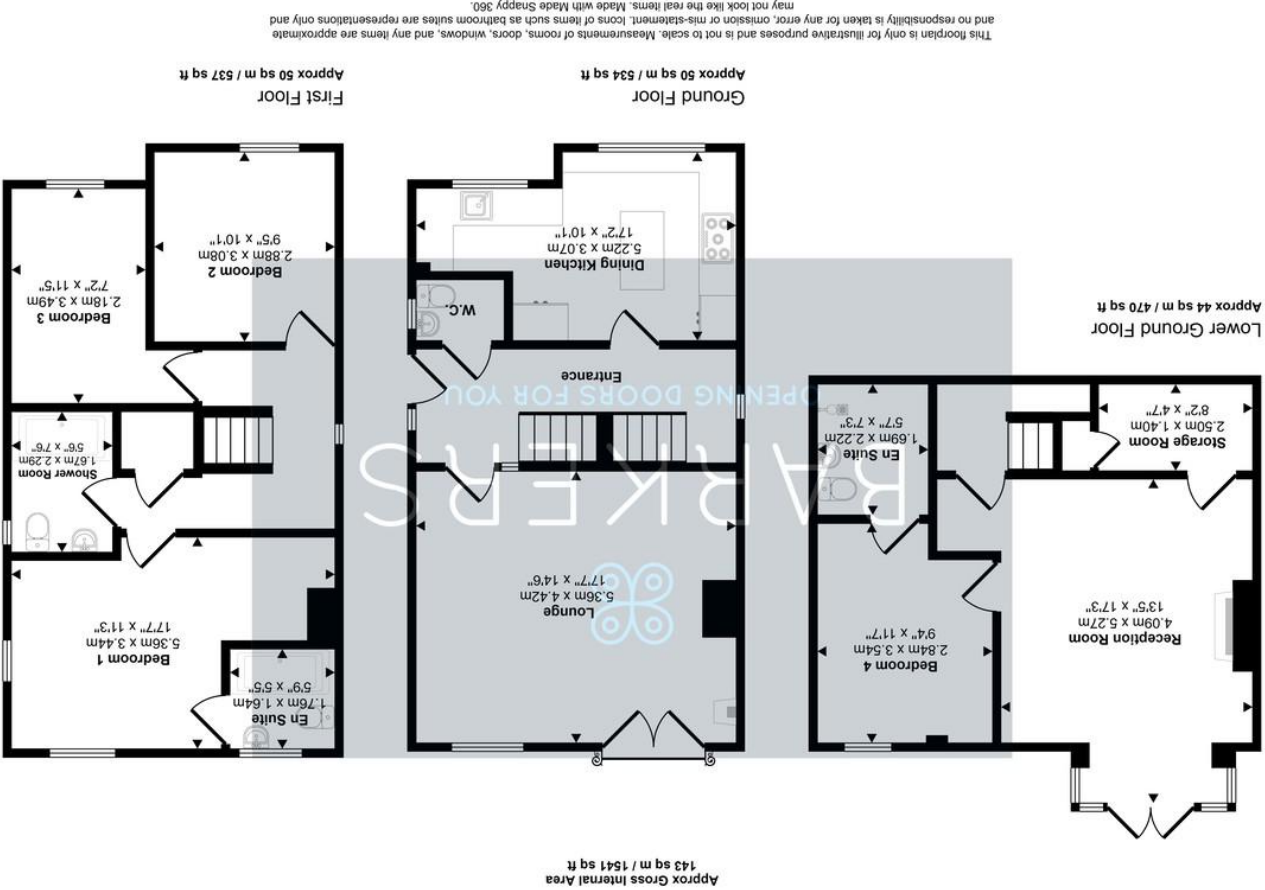 Approx Gross Internal Area
143 sq m / 1541 sq ft
Reception Room
4.09m x 5.27m
13'5" x 17'3"
Bedroom 4
2.84m x 3.54m
9'4" x 11'7"
En Suite
1.69m x 2.22m
5'7" x 7'3"
Storage Room
2.50m x 1.40m
8'2" x 4'7"
Lower Ground Floor
Approx 44 sq m / 470 sq ft
Lounge
5.36m x 4.42m
17'7" x 14'6"
Entrance
W.C.
Dining Kitchen
5.22m x 3.07m
17'2" x 10'1"
Ground Floor
Approx 50 sq m / 534 sq ft
En Suite
1.76m x 1.64m
5'9" x 5'5"
Bedroom 1
5.36m x 3.44m
17'7" x 11'3"
Shower Room
1.67m x 2.29m
5'6" x 7'6"
Bedroom 2
2.88m x 3.08m
9'5" x 10'1"
Bedroom 3
2.18m x 3.49m
7'2" x 11'5"
First Floor
Approx 50 sq m / 537 sq ft
BARKERS
OPENING DOORS FOR YOU
This floorplan is only for illustrative purposes and is not to scale. Measurements of rooms, doors, windows, and any items are approximate
and no responsibility is taken for any error, omission or mis-statement. Icons of items such as bathroom suites are representations only and
may not look like the real items. Made with Made Snappy 360.